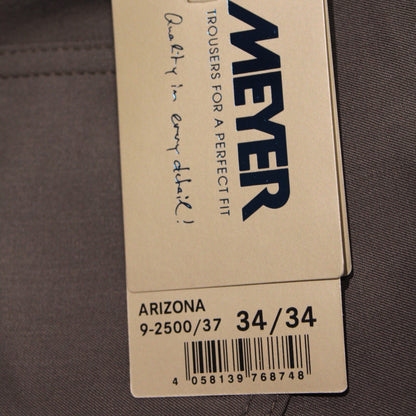 MEYER
TROUSERS FOR A PERFECT FIT
Quality in every detail!
ARIZONA
9-2500/37 34/34
4 058139 768748